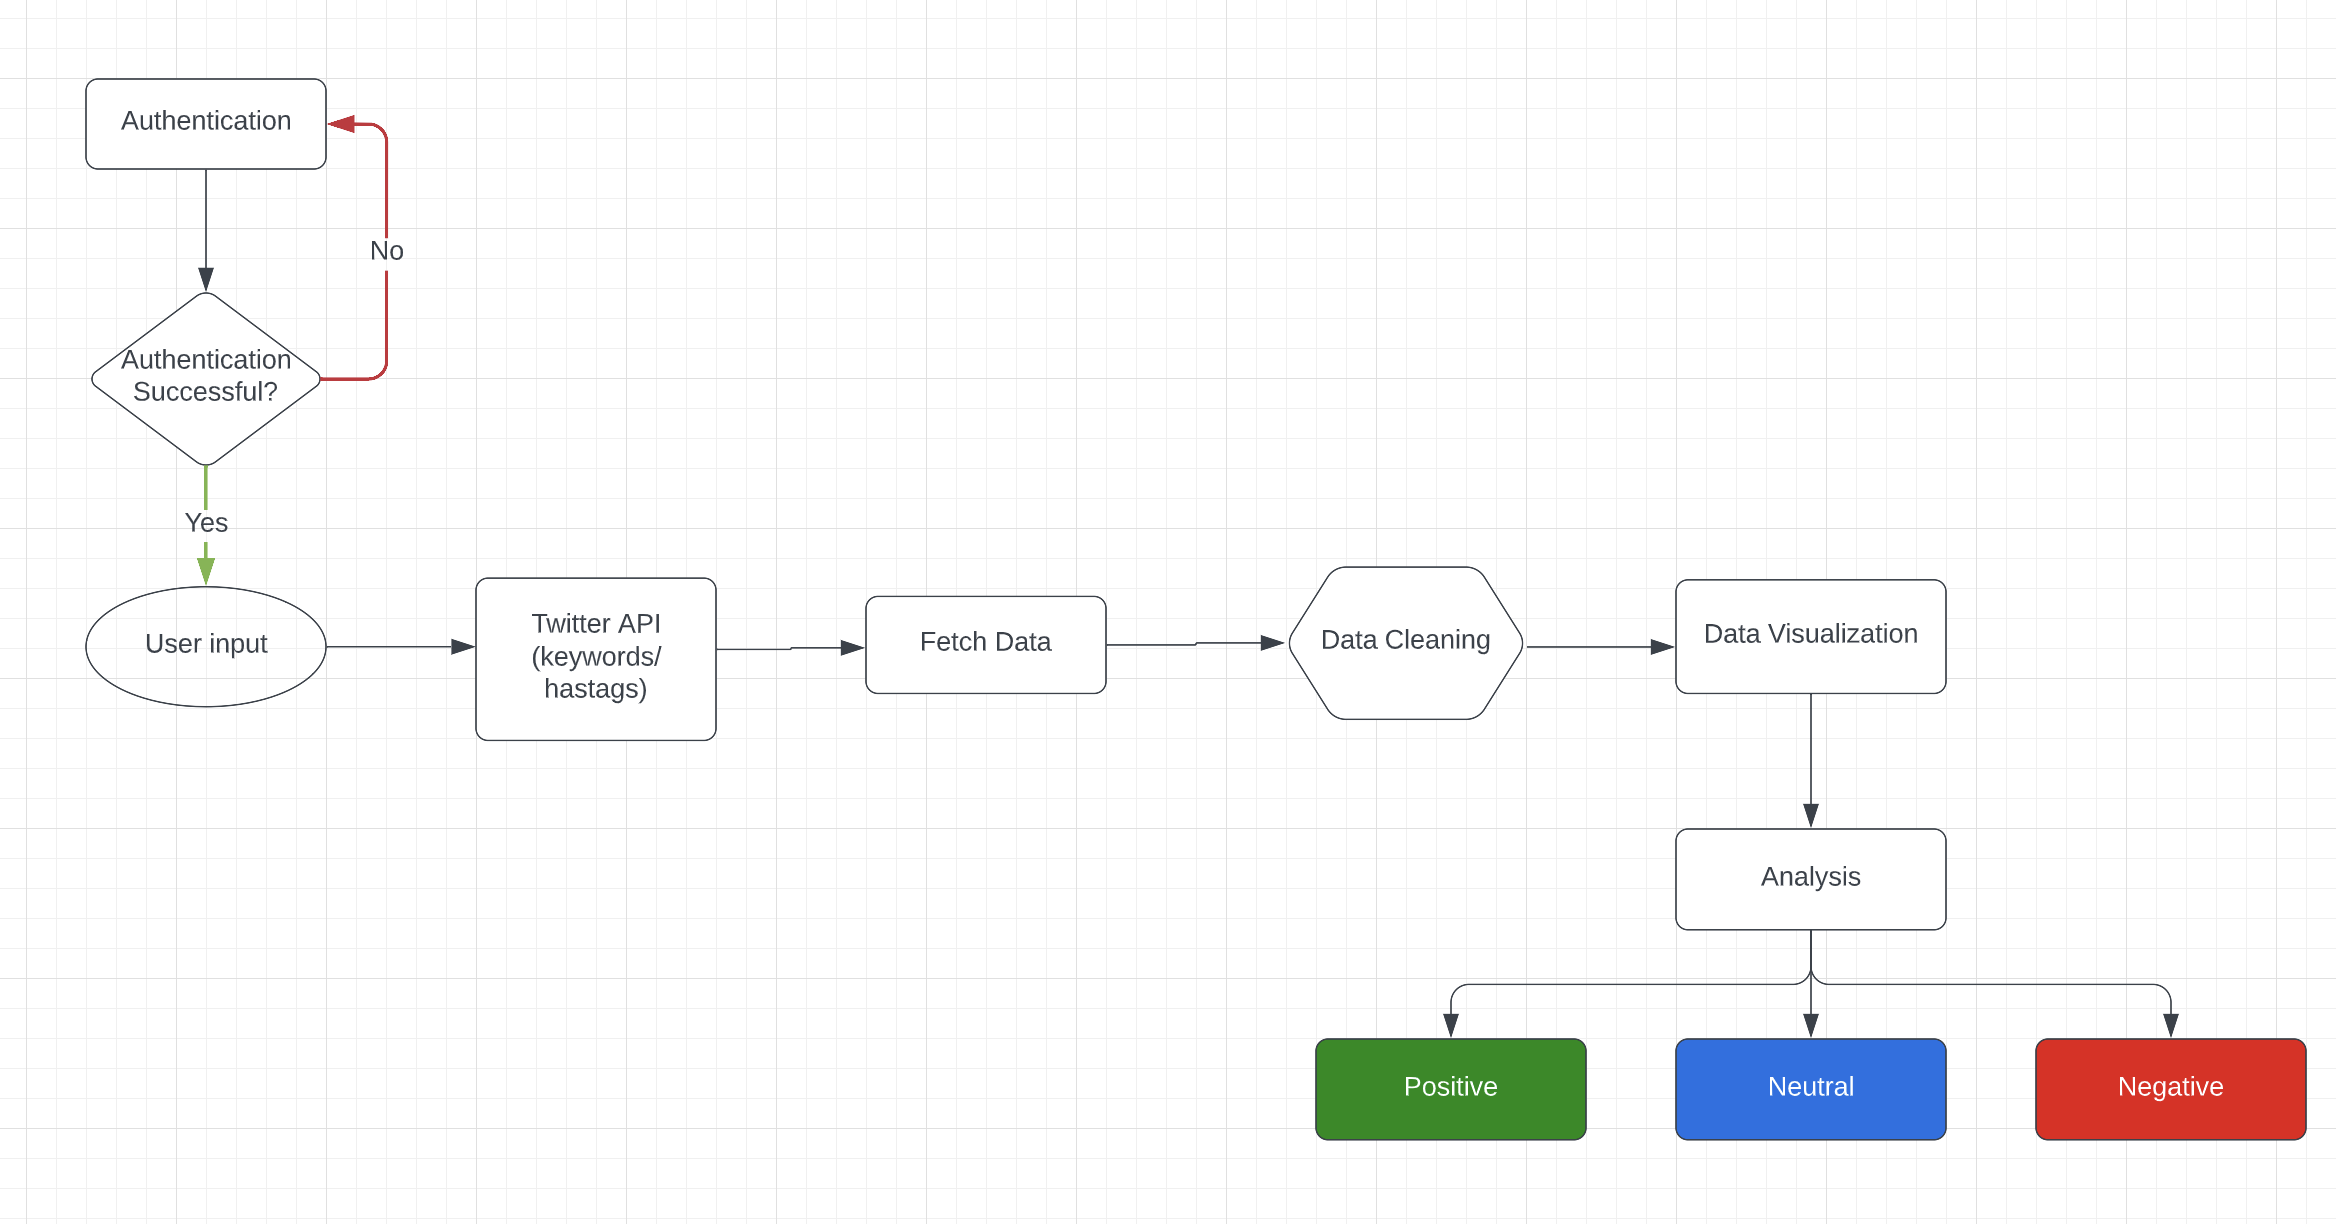 Authentication
No
Authentication
Successful?
Yes
User input
Twitter API
(keywords/
hastags)
Fetch Data
Data Cleaning
Data Visualization
Analysis
Positive
Neutral
Negative